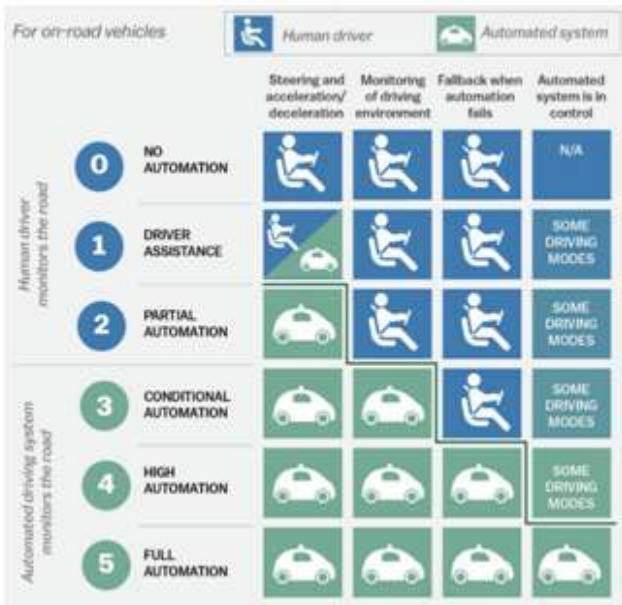 For on-road vehicles
Human driver
Automated system
Steering and
acceleration/
deceleration
Monitoring
of driving
environment
Fallback when
automation
fails
Automated
system is in
control
Human driver
monitors the road
0
NO
AUTOMATION
N/A
1
DRIVER
ASSISTANCE
SOME
DRIVING
MODES
2
PARTIAL
AUTOMATION
SOME
DRIVING
MODES
Automated driving system
monitors the road
3
CONDITIONAL
AUTOMATION
SOME
DRIVING
MODES
4
HIGH
AUTOMATION
SOME
DRIVING
MODES
5
FULL
AUTOMATION